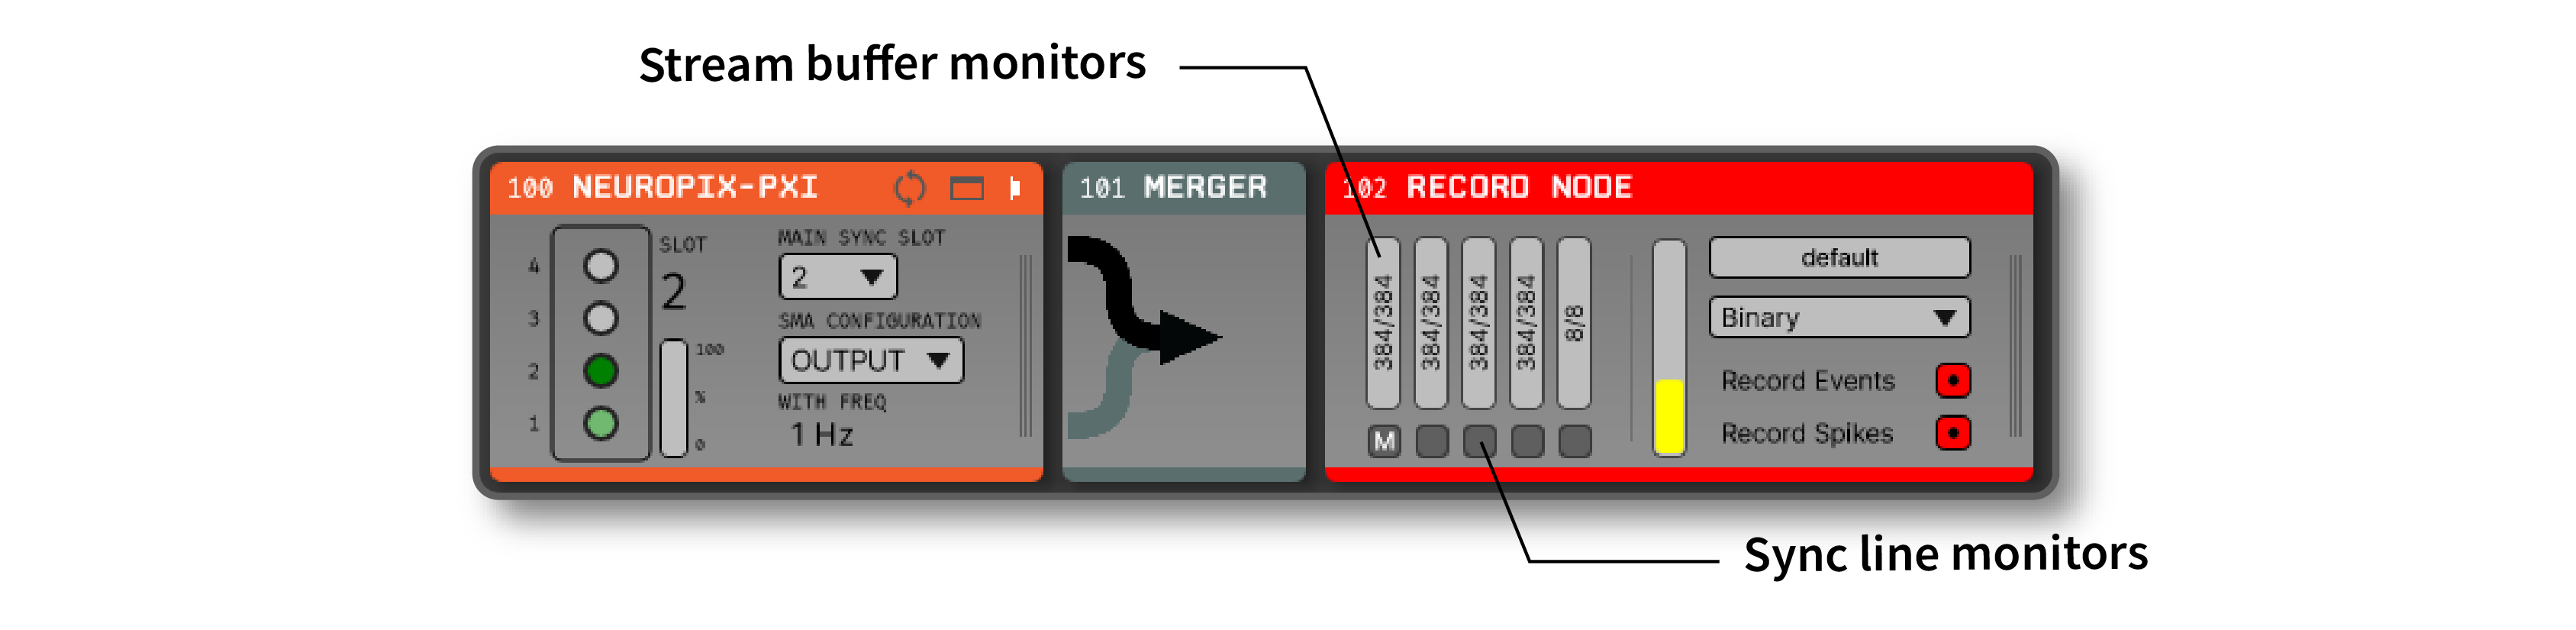 Stream buffer monitors
100 NEUROPIX-PXI
4
3
2
1
SLOT
2
100
%
0
MAIN SYNC SLOT
2
SMA CONFIGURATION
OUTPUT
WITH FREQ
1 Hz
101 MERGER
102 RECORD NODE
384/384
384/384
384/384
384/384
8/8
M
default
Binary
Record Events
Record Spikes
Sync line monitors